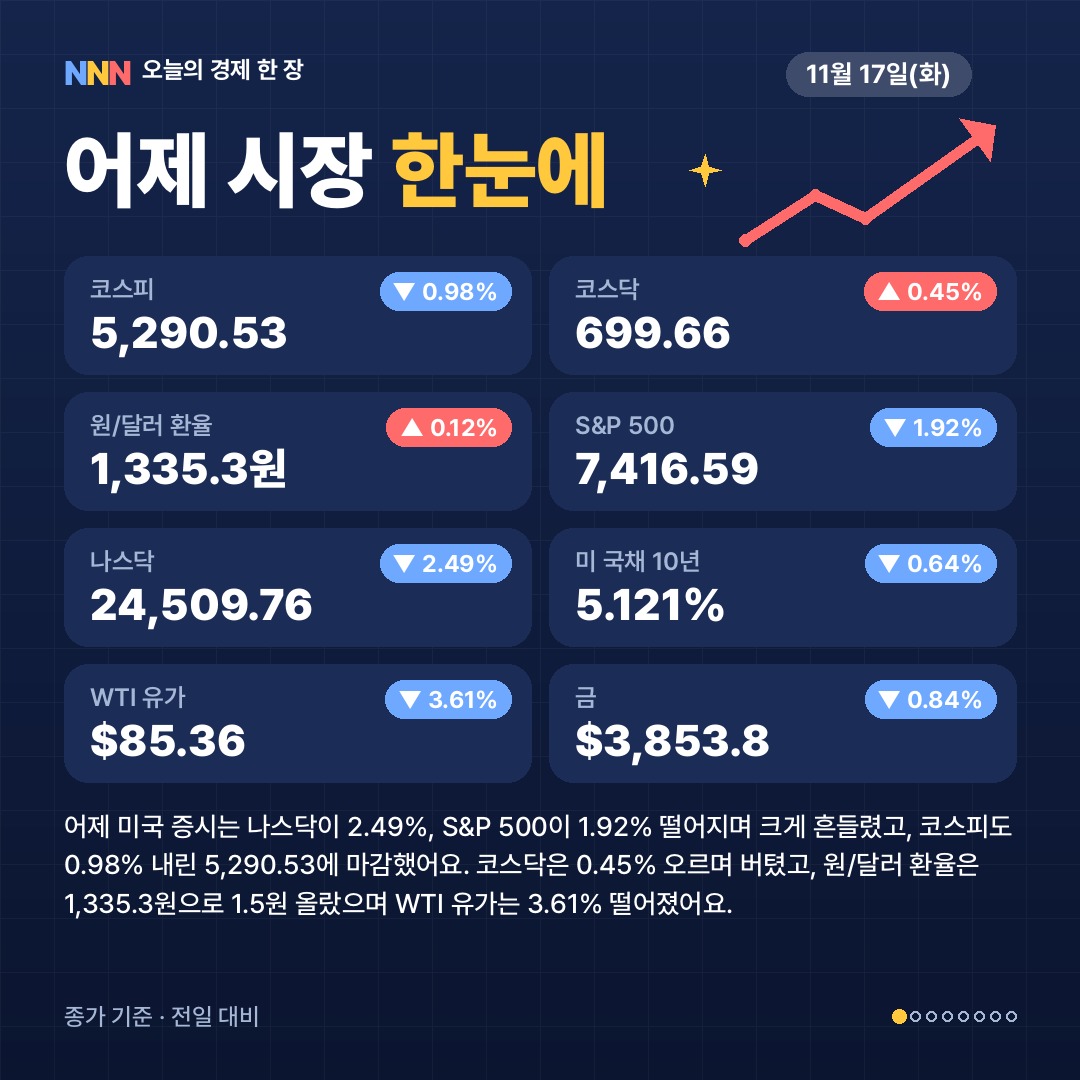 NNN 오늘의 경제 한 장
11월 17일(화)
어제 시장 한눈에
코스피 ▼ 0.98%
5,290.53
코스닥 ▲ 0.45%
699.66
원/달러 환율 ▲ 0.12%
1,335.3원
S&P 500 ▼ 1.92%
7,416.59
나스닥 ▼ 2.49%
24,509.76
미 국채 10년 ▼ 0.64%
5.121%
WTI 유가 ▼ 3.61%
$85.36
금 ▼ 0.84%
$3,853.8
어제 미국 증시는 나스닥이 2.49%, S&P 500이 1.92% 떨어지며 크게 흔들렸고, 코스피도
0.98% 내린 5,290.53에 마감했어요. 코스닥은 0.45% 오르며 버텼고, 원/달러 환율은
1,335.3원으로 1.5원 올랐으며 WTI 유가는 3.61% 떨어졌어요.
종가 기준 · 전일 대비